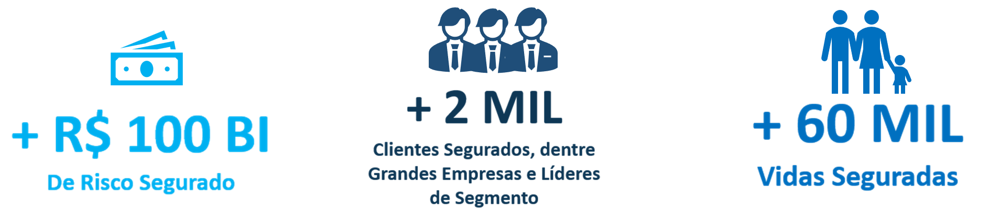 + R$ 100 BI
De Risco Segurado
+ 2 MIL
Clientes Segurados, dentre
Grandes Empresas e Líderes
de Segmento
+ 60 MIL
Vidas Seguradas